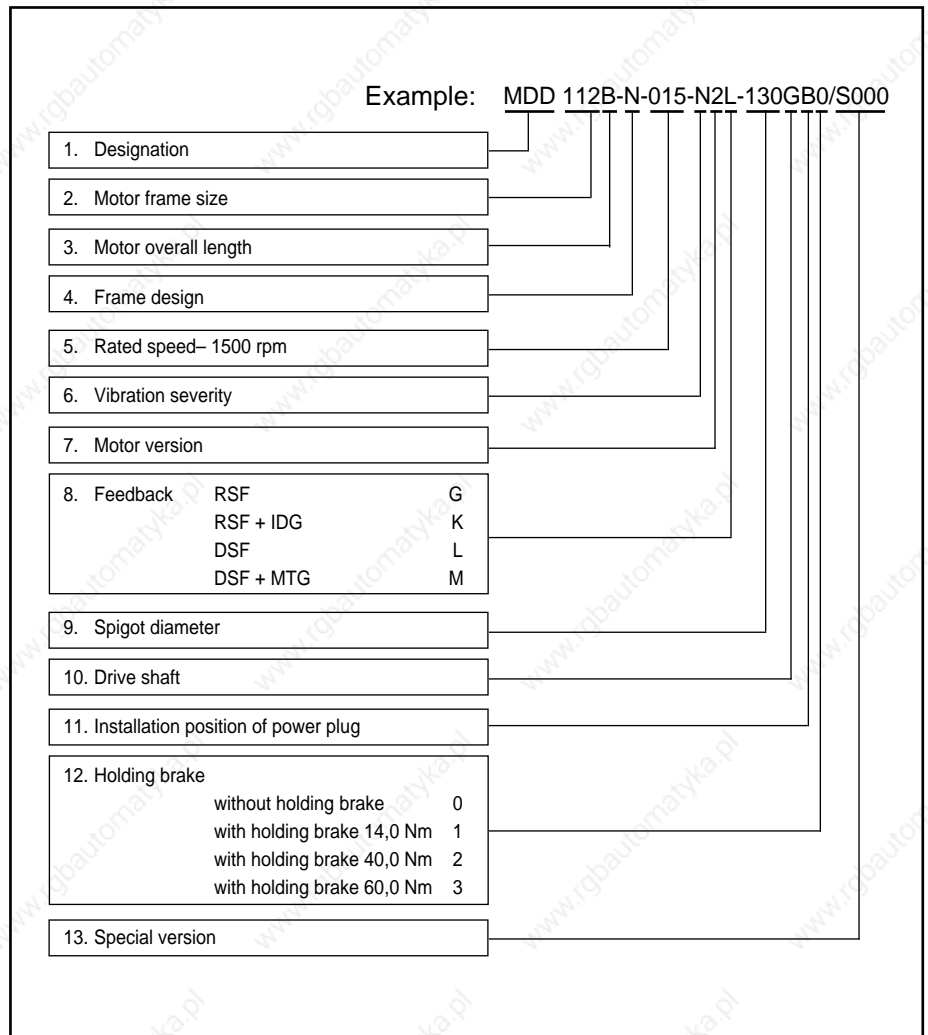 Example: MDD 112B-N-015-N2L-130GB0/S000
1. Designation
2. Motor frame size
3. Motor overall length
4. Frame design
5. Rated speed– 1500 rpm
6. Vibration severity
7. Motor version
8. Feedback RSF G
RSF + IDG K
DSF L
DSF + MTG M
9. Spigot diameter
10. Drive shaft
11. Installation position of power plug
12. Holding brake
without holding brake 0
with holding brake 14,0 Nm 1
with holding brake 40,0 Nm 2
with holding brake 60,0 Nm 3
13. Special version
www.rgbautomatyka.pl